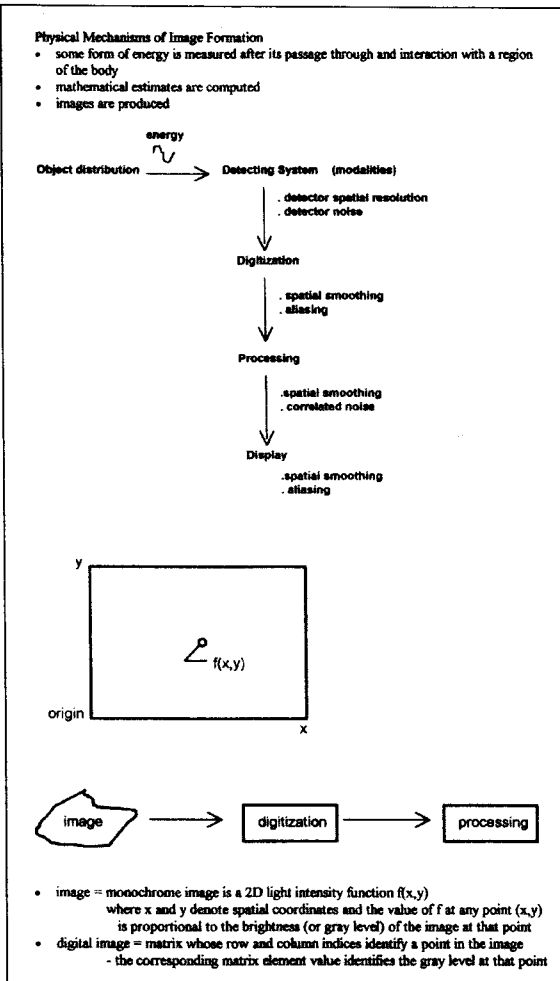 Physical Mechanisms of Image Formation
• some form of energy is measured after its passage through and interaction with a region
of the body
• mathematical estimates are computed
• images are produced
energy
Object distribution
Detecting System (modalities)
. detector spatial resolution
. detector noise
Digitization
. spatial smoothing
. aliasing
Processing
.spatial smoothing
. correlated noise
Display
.spatial smoothing
. aliasing
y
f(x,y)
origin
x
image
digitization
processing
• image = monochrome image is a 2D light intensity function f(x,y)
where x and y denote spatial coordinates and the value of f at any point (x,y)
is proportional to the brightness (or gray level) of the image at that point
• digital image = matrix whose row and column indices identify a point in the image
- the corresponding matrix element value identifies the gray level at that point